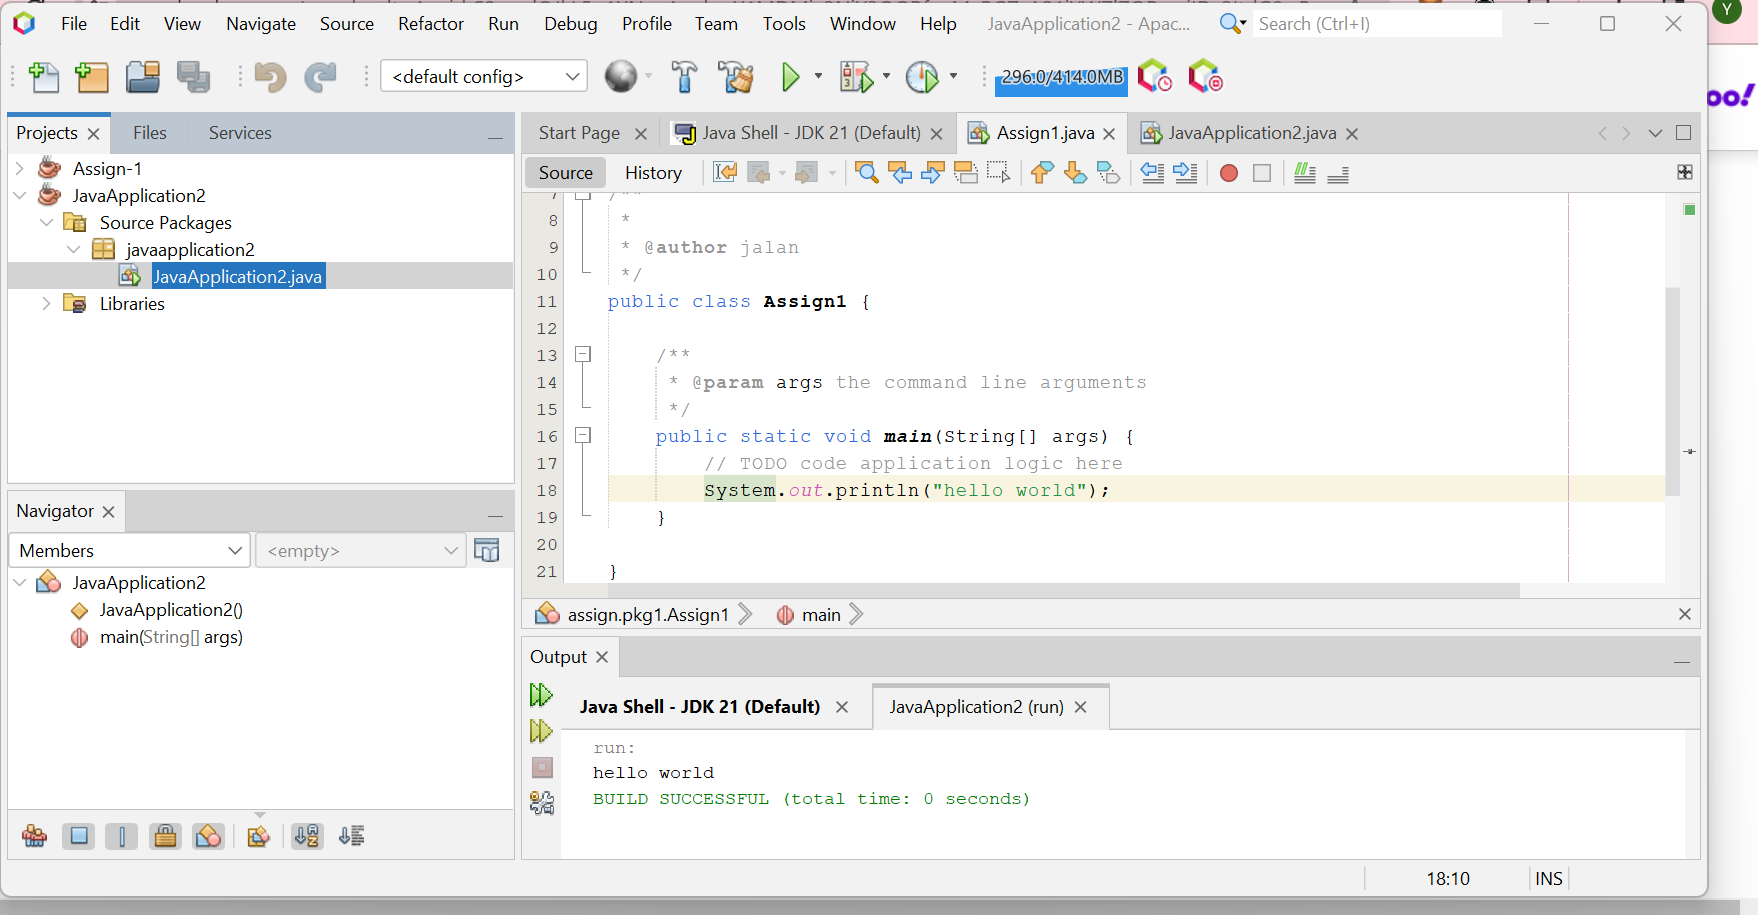 File Edit View Navigate Source Refactor Run Debug Profile Team Tools Window Help JavaApplication2 - Apac... Search (Ctrl+I)
Y
<default config> 296.0/414.0MB
oo!
Projects Files Services
Start Page Java Shell - JDK 21 (Default) Assign1.java JavaApplication2.java
Source History
Assign-1
JavaApplication2
Source Packages
javaapplication2
JavaApplication2.java
Libraries
7 /**
8 *
9 * @author jalan
10 */
11 public class Assign1 {
12
13 /**
14 * @param args the command line arguments
15 */
16 public static void main(String[] args) {
17 // TODO code application logic here
18 System.out.println("hello world");
19 }
20
21 }
assign.pkg1.Assign1 main
Navigator
Members <empty>
JavaApplication2
JavaApplication2()
main(String[] args)
Output
Java Shell - JDK 21 (Default) JavaApplication2 (run)
run:
hello world
BUILD SUCCESSFUL (total time: 0 seconds)
18:10 INS